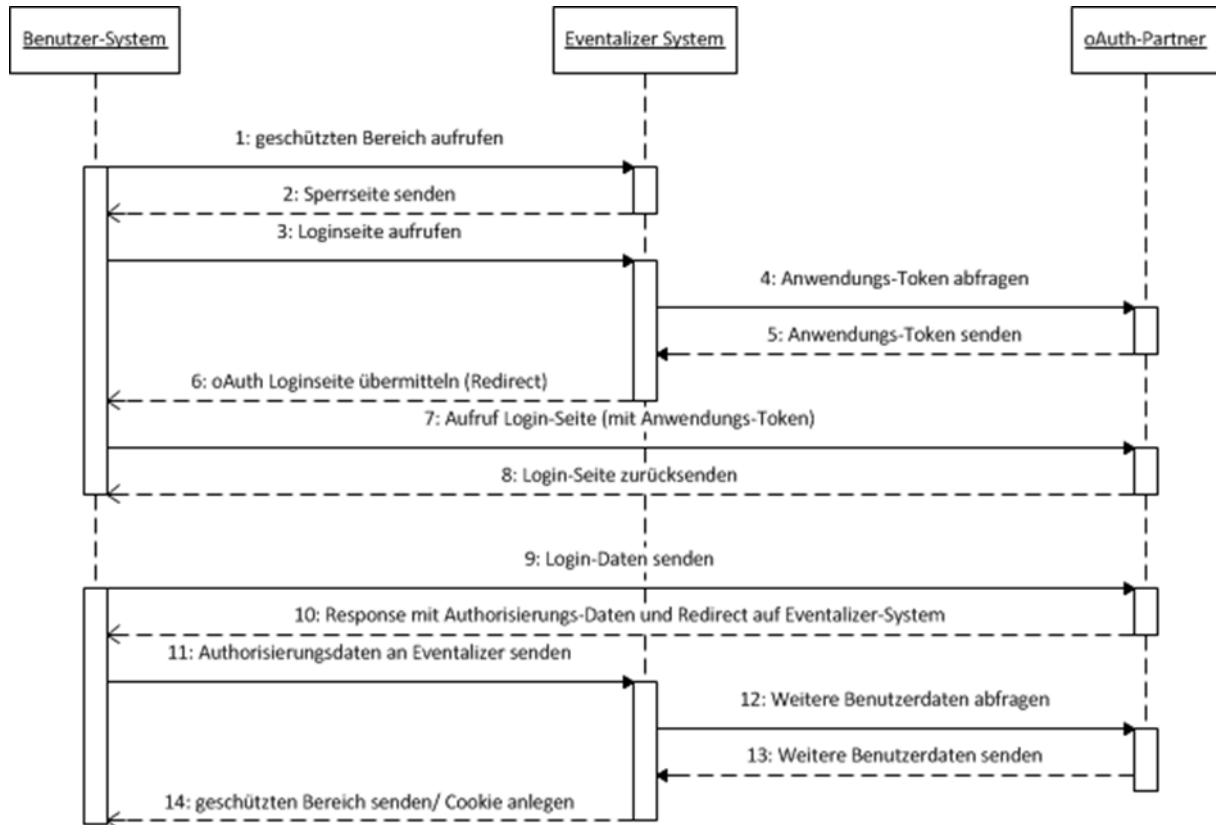 Benutzer-System
Eventalizer System
oAuth-Partner
1: geschützten Bereich aufrufen
2: Sperrseite senden
3: Loginseite aufrufen
4: Anwendungs-Token abfragen
5: Anwendungs-Token senden
6: oAuth Loginseite übermitteln (Redirect)
7: Aufruf Login-Seite (mit Anwendungs-Token)
8: Login-Seite zurücksenden
9: Login-Daten senden
10: Response mit Authorisierungs-Daten und Redirect auf Eventalizer-System
11: Authorisierungsdaten an Eventalizer senden
12: Weitere Benutzerdaten abfragen
13: Weitere Benutzerdaten senden
14: geschützten Bereich senden/ Cookie anlegen